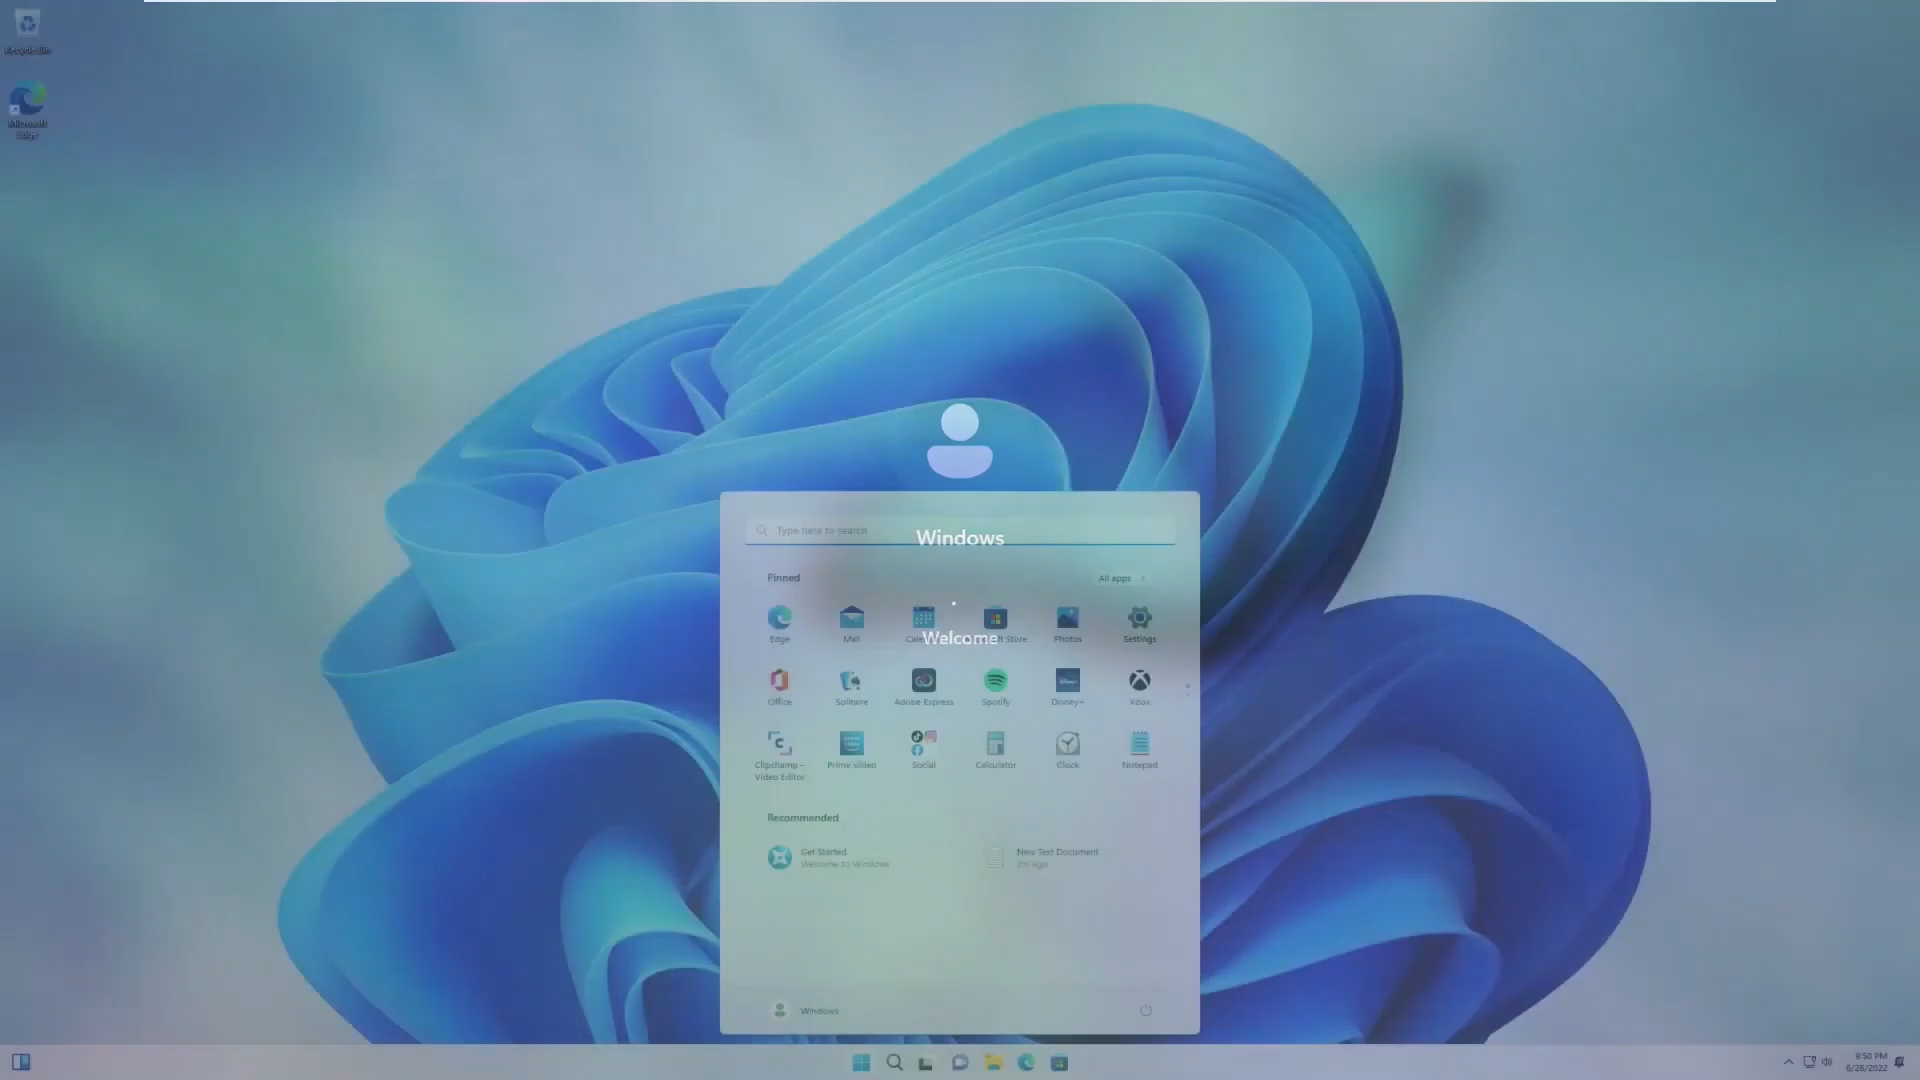 Recycle Bin
Microsoft
Edge
Type here to search
Windows
Pinned
All apps
Edge
Mail
Store
Photos
Settings
Welcome
Office
Solitaire
Adobe Express
Spotify
Disney+
Xbox
Clipchamp –
Video Editor
Prime Video
Social
Calculator
Clock
Notepad
Recommended
Get Started
Welcome to Windows
New Text Document
2m ago
Windows
9:50 PM
6/28/2022